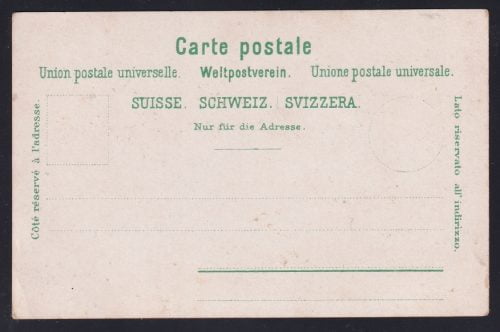 Carte postale
Union postale universelle. Weltpostverein. Unione postale universale.
SUISSE. SCHWEIZ. SVIZZERA.
Nur für die Adresse.
Côté réservé à l'adresse.
Lato riservato all' indirizzo.